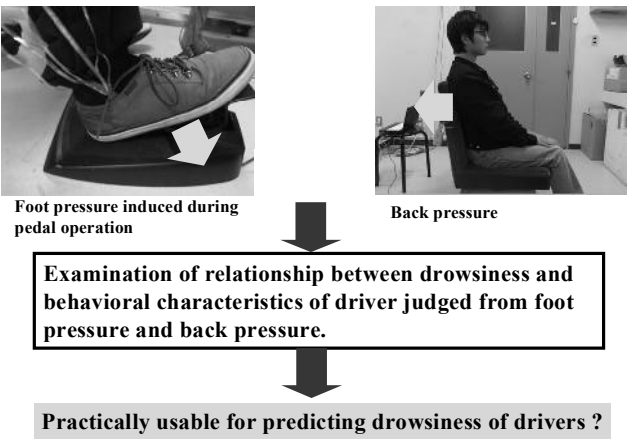 Foot pressure induced during
pedal operation
Back pressure
Examination of relationship between drowsiness and
behavioral characteristics of driver judged from foot
pressure and back pressure.
Practically usable for predicting drowsiness of drivers ?